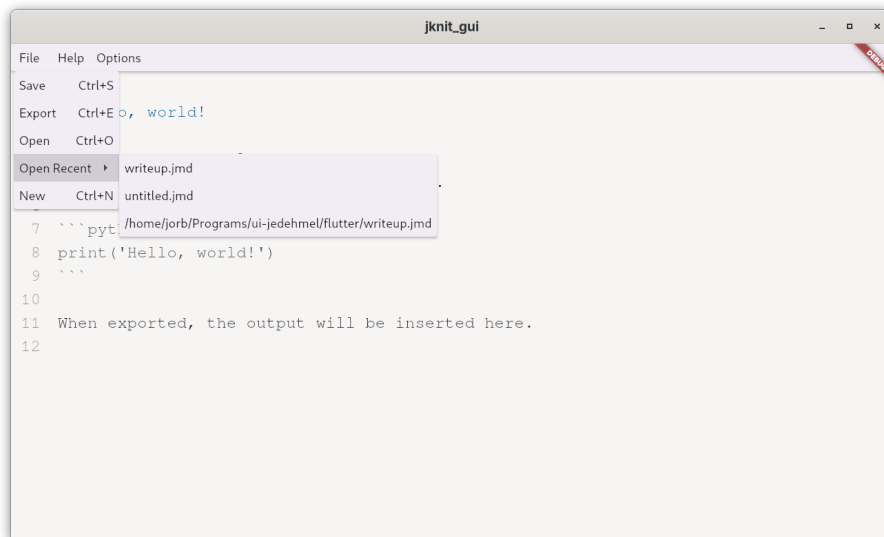 jknit_gui
File Help Options
DEBUG
Save Ctrl+S
Export Ctrl+E
o, world!
Open Ctrl+O
Open Recent
writeup.jmd
New Ctrl+N
untitled.jmd
/home/jorb/Programs/ui-jedehmel/flutter/writeup.jmd
7 ```pyt
8 print('Hello, world!')
9 ```
10
11 When exported, the output will be inserted here.
12